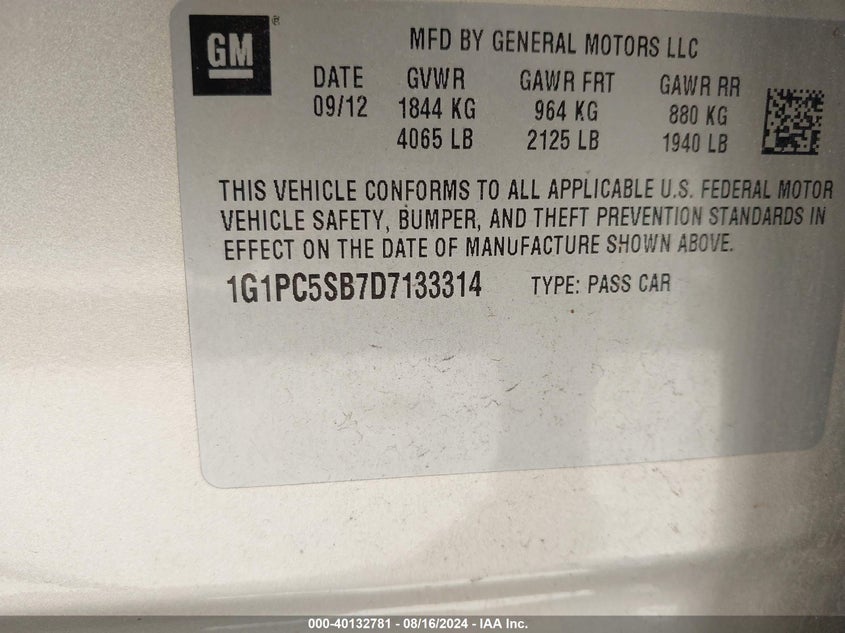 GM®
MFD BY GENERAL MOTORS LLC
DATE GVWR GAWR FRT GAWR RR
09/12 1844 KG 964 KG 880 KG
4065 LB 2125 LB 1940 LB
THIS VEHICLE CONFORMS TO ALL APPLICABLE U.S. FEDERAL MOTOR
VEHICLE SAFETY, BUMPER, AND THEFT PREVENTION STANDARDS IN
EFFECT ON THE DATE OF MANUFACTURE SHOWN ABOVE.
1G1PC5SB7D7133314 TYPE: PASS CAR
000-40132781 - 08/16/2024 - IAA Inc.